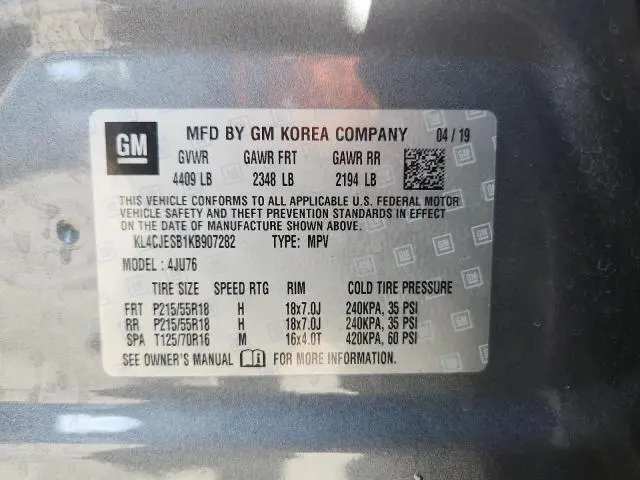 GM MFD BY GM KOREA COMPANY 04 / 19
GVWR GAWR FRT GAWR RR
4409 LB 2348 LB 2194 LB
THIS VEHICLE CONFORMS TO ALL APPLICABLE U.S. FEDERAL MOTOR
VEHICLE SAFETY AND THEFT PREVENTION STANDARDS IN EFFECT
ON THE DATE OF MANUFACTURE SHOWN ABOVE.
KL4CJESB1KB907282 TYPE: MPV
MODEL : 4JU76
TIRE SIZE SPEED RTG RIM COLD TIRE PRESSURE
FRT P215/55R18 H 18x7.0J 240KPA, 35 PSI
RR P215/55R18 H 18x7.0J 240KPA, 35 PSI
SPA T125/70R16 M 16x4.0T 420KPA, 60 PSI
SEE OWNER'S MANUAL FOR MORE INFORMATION.